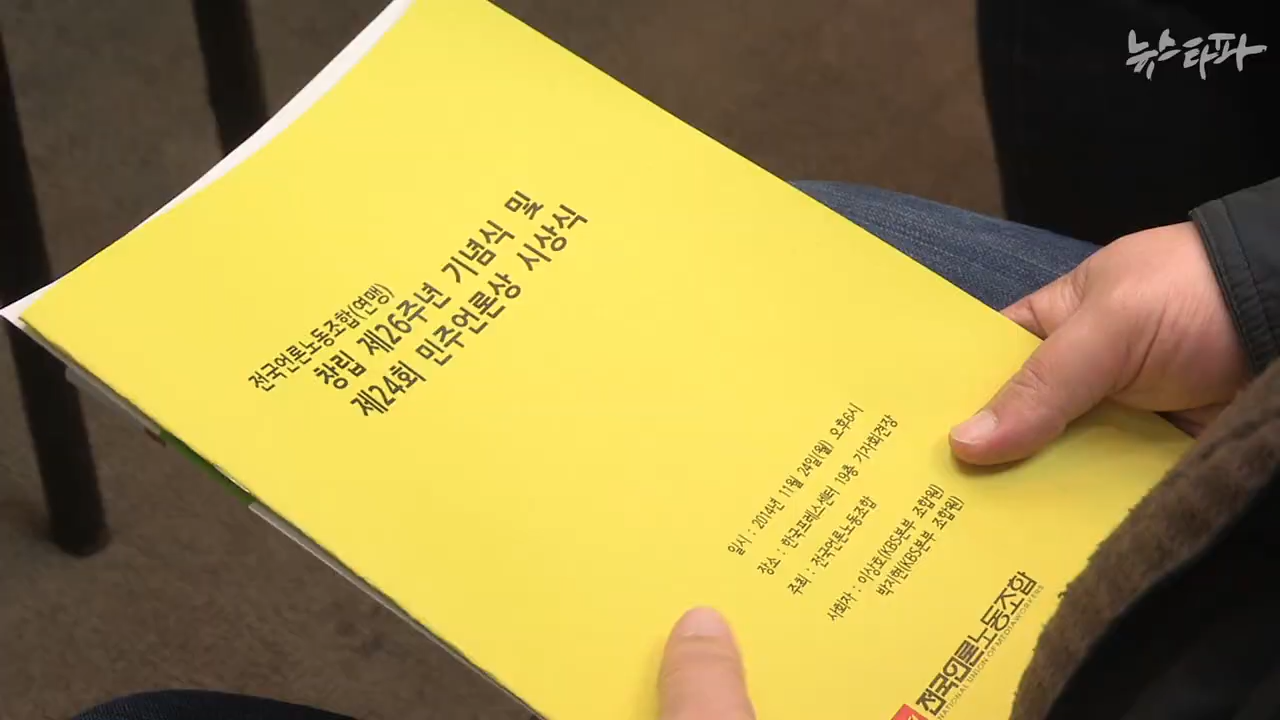 뉴스타파
전국언론노동조합(연맹)
창립 제26주년 기념식 및
제24회 민주언론상 시상식
일시 : 2014년 11월 24일(월) 오후6시
장소 : 한국프레스센터 19층 기자회견장
주최 : 전국언론노동조합
사회자 : 이상호(KBS본부 조합원)
박지현(KBS본부 조합원)
전국언론노동조합
NATIONAL UNION OF MEDIAWORKERS